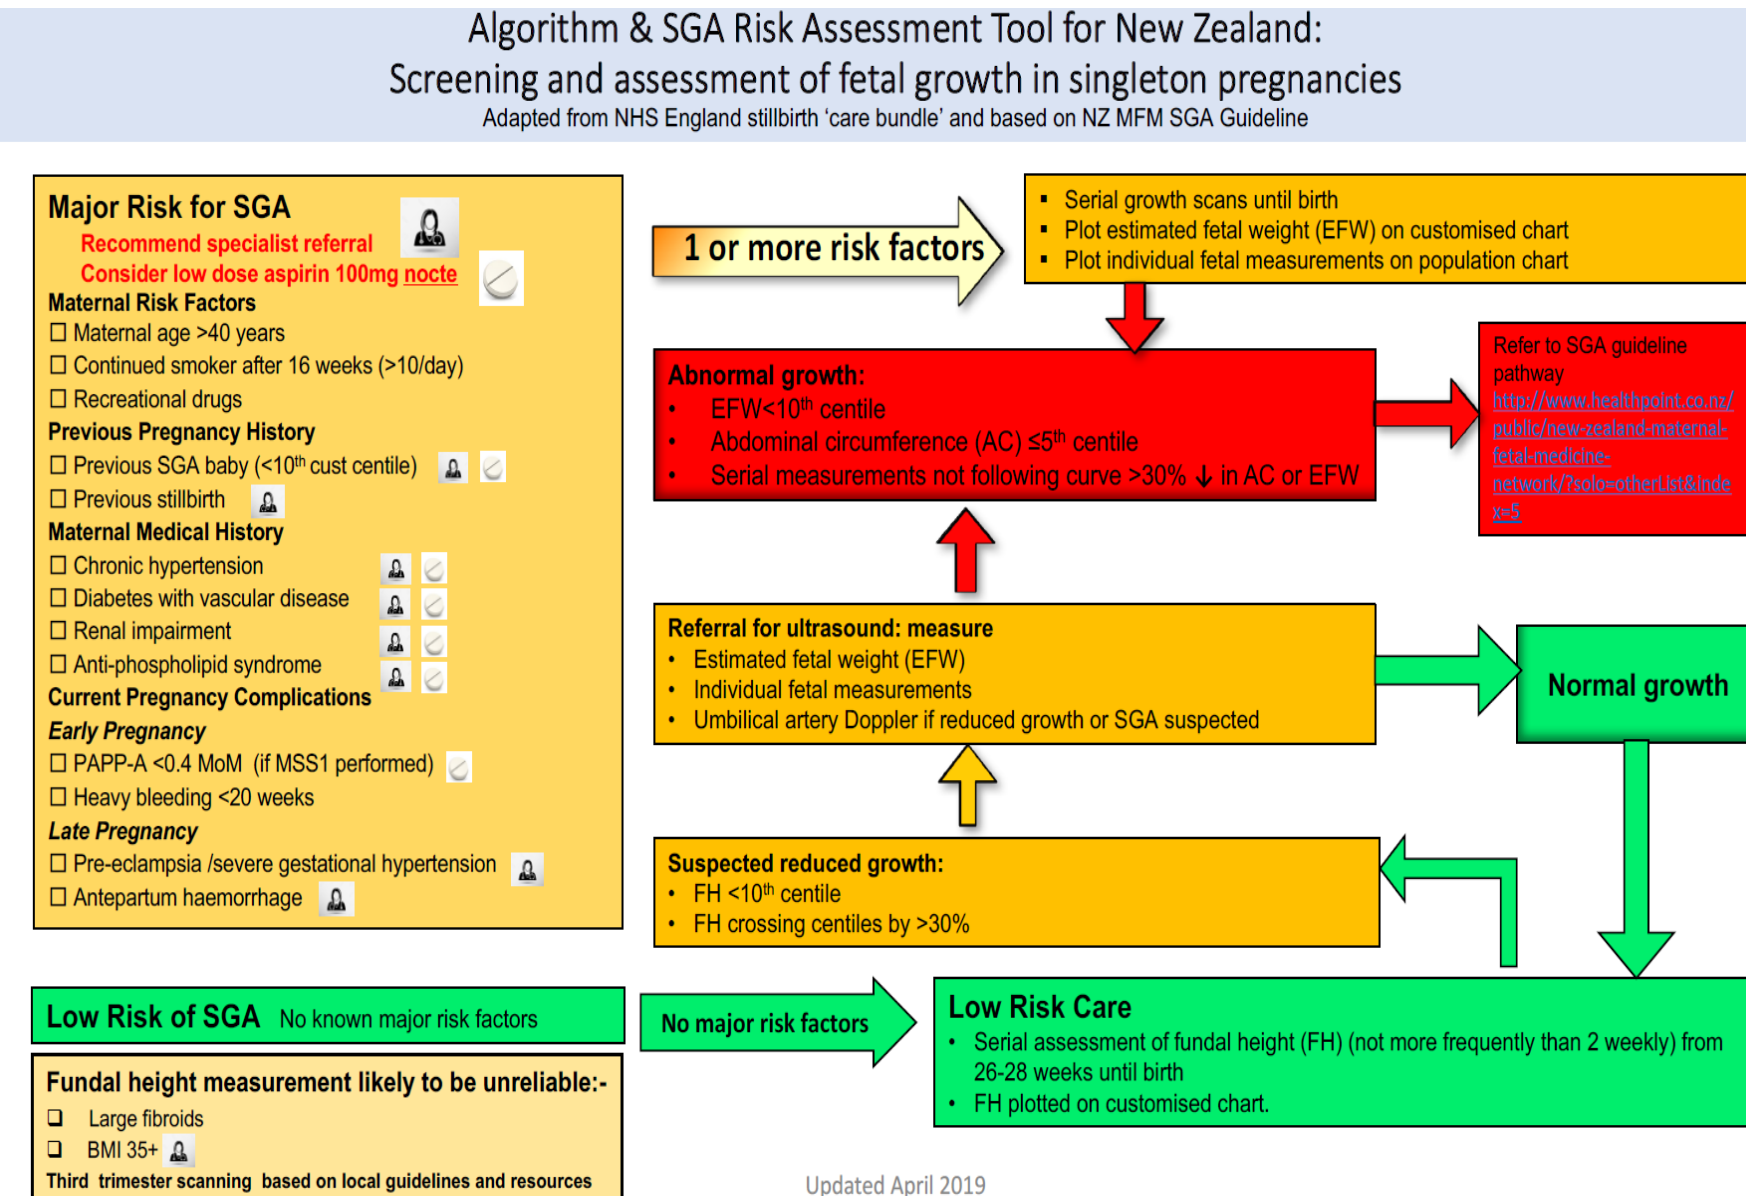 Algorithm & SGA Risk Assessment Tool for New Zealand:
Screening and assessment of fetal growth in singleton pregnancies
Adapted from NHS England stillbirth ‘care bundle’ and based on NZ MFM SGA Guideline
Major Risk for SGA
Recommend specialist referral
Consider low dose aspirin 100mg nocte
Maternal Risk Factors
☐ Maternal age >40 years
☐ Continued smoker after 16 weeks (>10/day)
☐ Recreational drugs
Previous Pregnancy History
☐ Previous SGA baby (<10th cust centile)
☐ Previous stillbirth
Maternal Medical History
☐ Chronic hypertension
☐ Diabetes with vascular disease
☐ Renal impairment
☐ Anti-phospholipid syndrome
Current Pregnancy Complications
Early Pregnancy
☐ PAPP-A <0.4 MoM (if MSS1 performed)
☐ Heavy bleeding <20 weeks
Late Pregnancy
☐ Pre-eclampsia /severe gestational hypertension
☐ Antepartum haemorrhage
1 or more risk factors
▪ Serial growth scans until birth
▪ Plot estimated fetal weight (EFW) on customised chart
▪ Plot individual fetal measurements on population chart
Abnormal growth:
• EFW<10th centile
• Abdominal circumference (AC) ≤5th centile
• Serial measurements not following curve >30% ↓ in AC or EFW
Refer to SGA guideline
pathway
http://www.healthpoint.co.nz/
public/new-zealand-maternal-
fetal-medicine-
network/?solo=otherList&inde
x=5
Referral for ultrasound: measure
• Estimated fetal weight (EFW)
• Individual fetal measurements
• Umbilical artery Doppler if reduced growth or SGA suspected
Normal growth
Suspected reduced growth:
• FH <10th centile
• FH crossing centiles by >30%
Low Risk of SGA No known major risk factors
No major risk factors
Low Risk Care
• Serial assessment of fundal height (FH) (not more frequently than 2 weekly) from
26-28 weeks until birth
• FH plotted on customised chart.
Fundal height measurement likely to be unreliable:-
❑ Large fibroids
❑ BMI 35+
Third trimester scanning based on local guidelines and resources
Updated April 2019